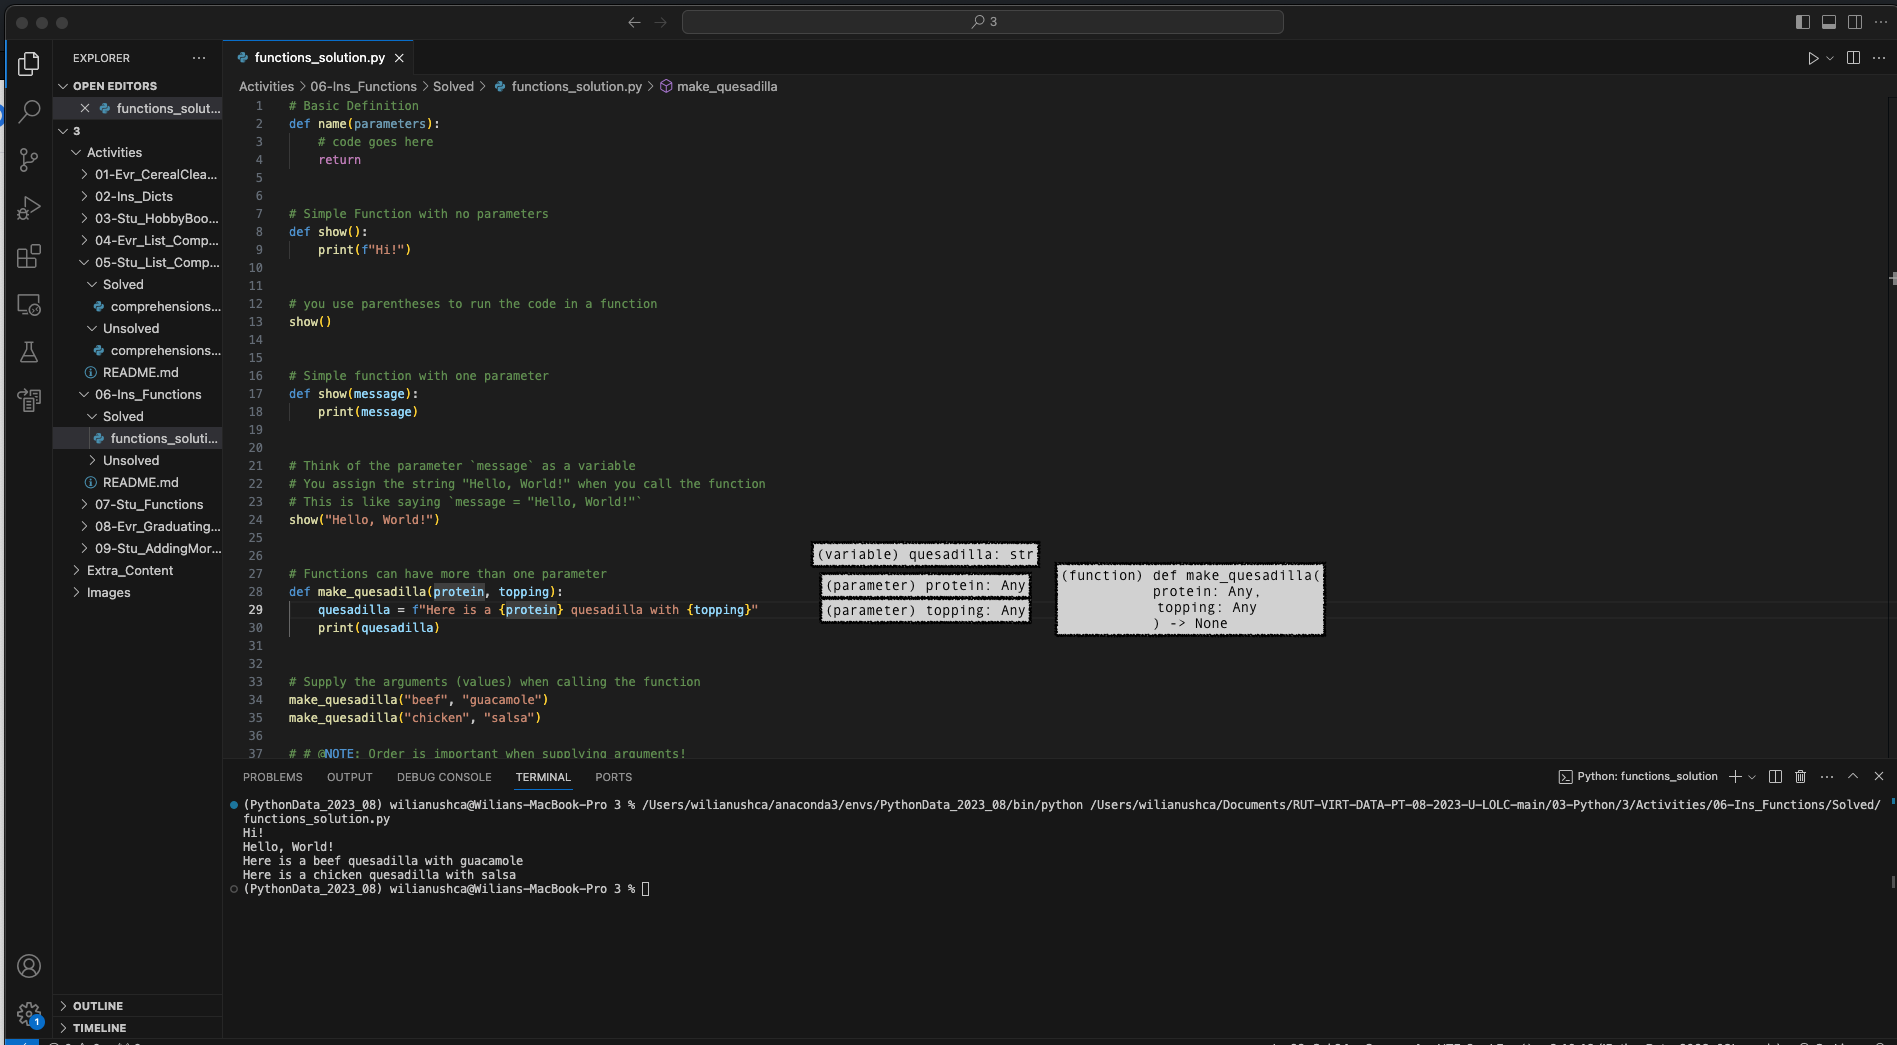 3
EXPLORER
functions_solution.py
OPEN EDITORS
functions_solut...
3
Activities
01-Evr_CerealClea...
02-Ins_Dicts
03-Stu_HobbyBoo...
04-Evr_List_Comp...
05-Stu_List_Comp...
Solved
comprehensions...
Unsolved
comprehensions...
README.md
06-Ins_Functions
Solved
functions_soluti...
Unsolved
README.md
07-Stu_Functions
08-Evr_Graduating...
09-Stu_AddingMor...
Extra_Content
Images
OUTLINE
TIMELINE
1
Activities > 06-Ins_Functions > Solved > functions_solution.py > make_quesadilla
1 # Basic Definition
2 def name(parameters):
3 # code goes here
4 return
5
6
7 # Simple Function with no parameters
8 def show():
9 print(f"Hi!")
10
11
12 # you use parentheses to run the code in a function
13 show()
14
15
16 # Simple function with one parameter
17 def show(message):
18 print(message)
19
20
21 # Think of the parameter `message` as a variable
22 # You assign the string "Hello, World!" when you call the function
23 # This is like saying `message = "Hello, World!"`
24 show("Hello, World!")
25
26
27 # Functions can have more than one parameter
28 def make_quesadilla(protein, topping):
29 quesadilla = f"Here is a {protein} quesadilla with {topping}"
30 print(quesadilla)
31
32
33 # Supply the arguments (values) when calling the function
34 make_quesadilla("beef", "guacamole")
35 make_quesadilla("chicken", "salsa")
36
37 # # @NOTE: Order is important when supplying arguments!
(variable) quesadilla: str
(parameter) protein: Any
(parameter) topping: Any
(function) def make_quesadilla(
protein: Any,
topping: Any
) -> None
PROBLEMS OUTPUT DEBUG CONSOLE TERMINAL PORTS
Python: functions_solution
(PythonData_2023_08) wilianushca@Wilians-MacBook-Pro 3 % /Users/wilianushca/anaconda3/envs/PythonData_2023_08/bin/python /Users/wilianushca/Documents/RUT-VIRT-DATA-PT-08-2023-U-LOLC-main/03-Python/3/Activities/06-Ins_Functions/Solved/
functions_solution.py
Hi!
Hello, World!
Here is a beef quesadilla with guacamole
Here is a chicken quesadilla with salsa
(PythonData_2023_08) wilianushca@Wilians-MacBook-Pro 3 %